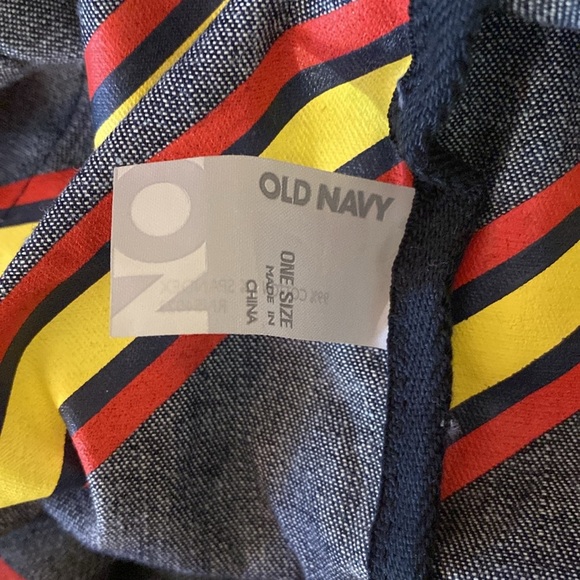 OLD NAVY
ON
ONE SIZE
MADE IN
CHINA